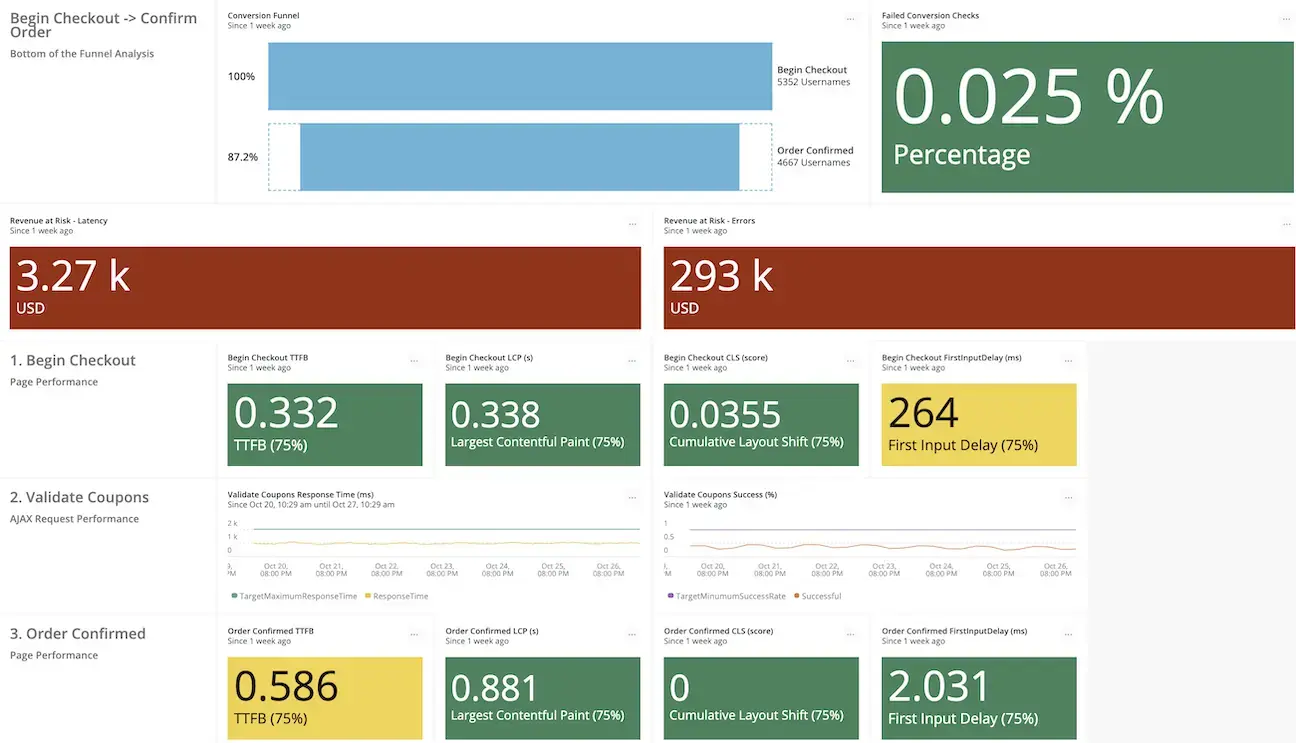 Begin Checkout -> Confirm
Order
Bottom of the Funnel Analysis
Conversion Funnel
Since 1 week ago
...
100%
Begin Checkout
5352 Usernames
87.2%
Order Confirmed
4667 Usernames
Failed Conversion Checks
Since 1 week ago
...
0.025 %
Percentage
Revenue at Risk - Latency
Since 1 week ago
...
3.27 k
USD
Revenue at Risk - Errors
Since 1 week ago
...
293 k
USD
1. Begin Checkout
Page Performance
Begin Checkout TTFB
Since 1 week ago
...
0.332
TTFB (75%)
Begin Checkout LCP (s)
Since 1 week ago
...
0.338
Largest Contentful Paint (75%)
Begin Checkout CLS (score)
Since 1 week ago
...
0.0355
Cumulative Layout Shift (75%)
Begin Checkout FirstInputDelay (ms)
Since 1 week ago
...
264
First Input Delay (75%)
2. Validate Coupons
AJAX Request Performance
Validate Coupons Response Time (ms)
Since Oct 20, 10:29 am until Oct 27, 10:29 am
...
2 k
1 k
0
Oct 20, Oct 21, Oct 22, Oct 23, Oct 24, Oct 25, Oct 26,
08:00 PM 08:00 PM 08:00 PM 08:00 PM 08:00 PM 08:00 PM 08:00 PM
TargetMaximumResponseTime ResponseTime
Validate Coupons Success (%)
Since 1 week ago
...
1
0.5
0
Oct 20, Oct 21, Oct 22, Oct 23, Oct 24, Oct 25, Oct 26,
08:00 PM 08:00 PM 08:00 PM 08:00 PM 08:00 PM 08:00 PM 08:00 PM
TargetMinumumSuccessRate Successful
3. Order Confirmed
Page Performance
Order Confirmed TTFB
Since 1 week ago
...
0.586
TTFB (75%)
Order Confirmed LCP (s)
Since 1 week ago
...
0.881
Largest Contentful Paint (75%)
Order Confirmed CLS (score)
Since 1 week ago
...
0
Cumulative Layout Shift (75%)
Order Confirmed FirstInputDelay (ms)
Since 1 week ago
...
2.031
First Input Delay (75%)